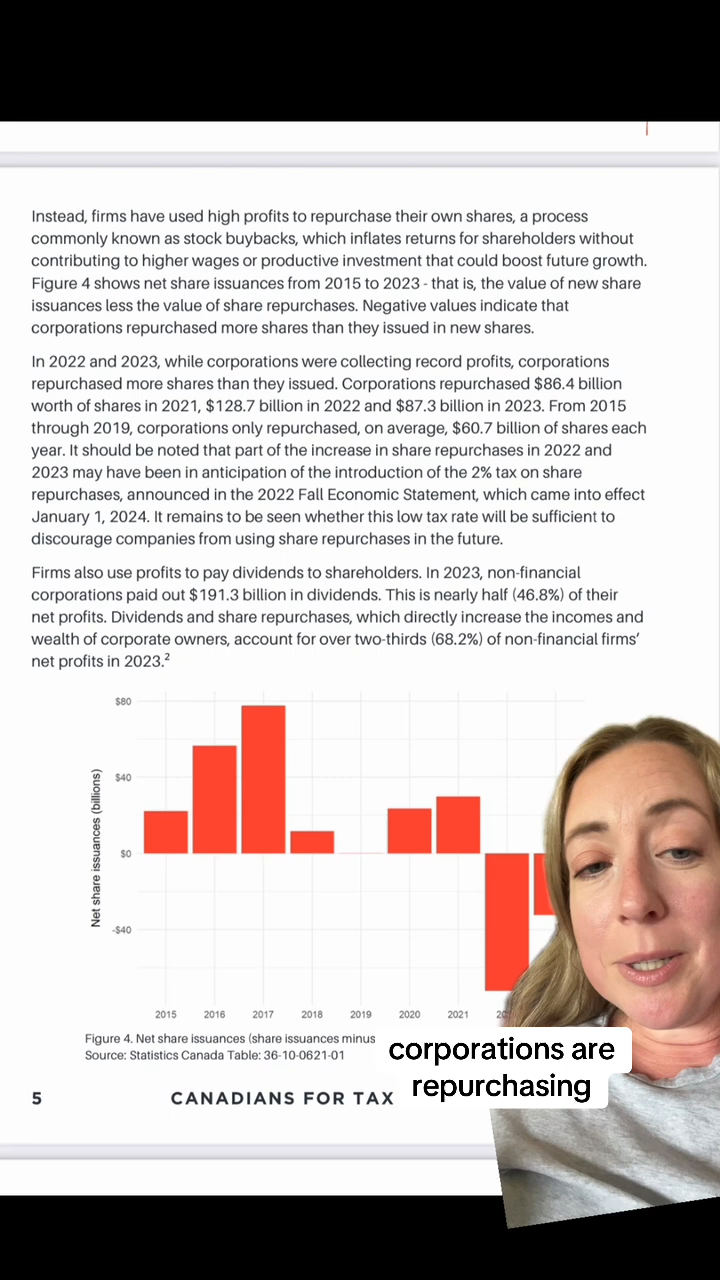 Instead, firms have used high profits to repurchase their own shares, a process
commonly known as stock buybacks, which inflates returns for shareholders without
contributing to higher wages or productive investment that could boost future growth.
Figure 4 shows net share issuances from 2015 to 2023 - that is, the value of new share
issuances less the value of share repurchases. Negative values indicate that
corporations repurchased more shares than they issued in new shares.
In 2022 and 2023, while corporations were collecting record profits, corporations
repurchased more shares than they issued. Corporations repurchased $86.4 billion
worth of shares in 2021, $128.7 billion in 2022 and $87.3 billion in 2023. From 2015
through 2019, corporations only repurchased, on average, $60.7 billion of shares each
year. It should be noted that part of the increase in share repurchases in 2022 and
2023 may have been in anticipation of the introduction of the 2% tax on share
repurchases, announced in the 2022 Fall Economic Statement, which came into effect
January 1, 2024. It remains to be seen whether this low tax rate will be sufficient to
discourage companies from using share repurchases in the future.
Firms also use profits to pay dividends to shareholders. In 2023, non-financial
corporations paid out $191.3 billion in dividends. This is nearly half (46.8%) of their
net profits. Dividends and share repurchases, which directly increase the incomes and
wealth of corporate owners, account for over two-thirds (68.2%) of non-financial firms'
net profits in 2023.²
$80
$40
$0
-$40
Net share issuances (billions)
2015 2016 2017 2018 2019 2020 2021
Figure 4. Net share issuances (share issuances minus
Source: Statistics Canada Table: 36-10-0621-01
corporations are
repurchasing
5 CANADIANS FOR TAX